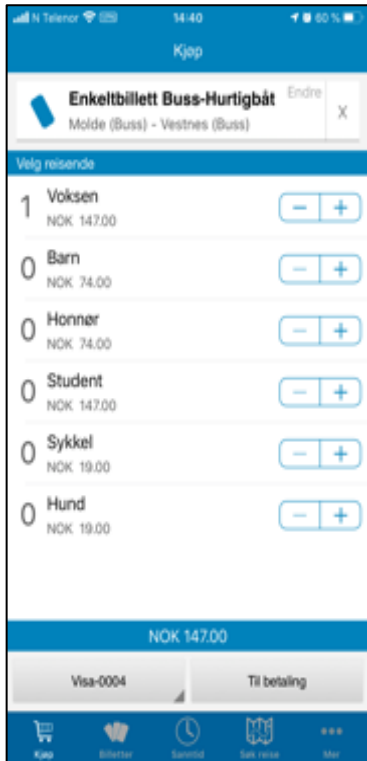 N Telenor 14:40 60 %
Kjøp
Enkeltbillett Buss-Hurtigbåt Endre
Molde (Buss) - Vestnes (Buss) X
Velg reisende
1 Voksen
NOK 147.00 − +
0 Barn
NOK 74.00 − +
0 Honnør
NOK 74.00 − +
0 Student
NOK 147.00 − +
0 Sykkel
NOK 19.00 − +
0 Hund
NOK 19.00 − +
NOK 147.00
Visa-0004 Til betaling
Kjøp Billetter Sanntid Søk reise Mer